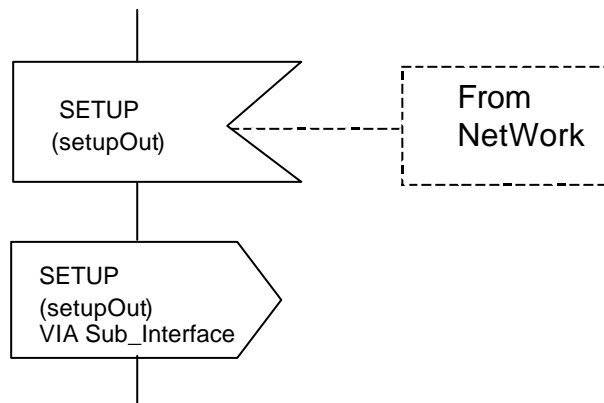 SETUP
(setupOut)
From
NetWork
SETUP
(setupOut)
VIA Sub_Interface